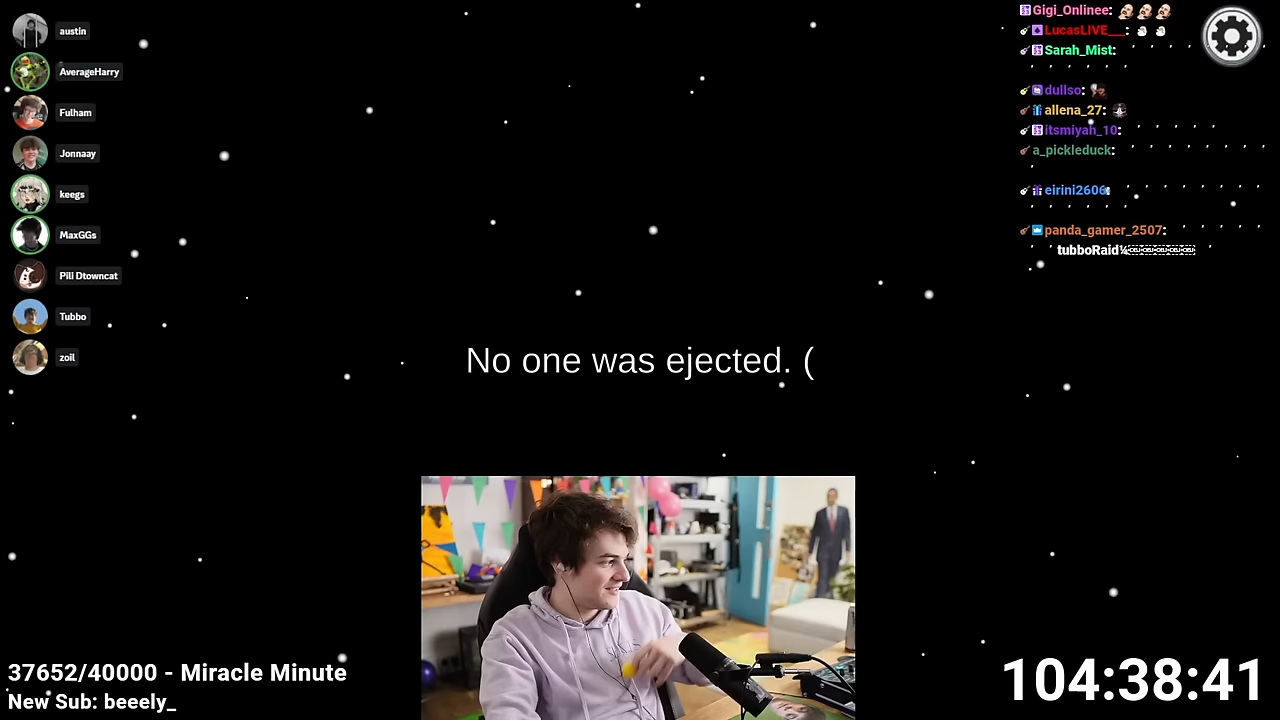 austin
AverageHarry
Fulham
Jonnaay
keegs
MaxGGs
Pili Dtowncat
Tubbo
zoil
Gigi_Onlinee:
LucasLIVE___:
Sarah_Mist:
dullso:
allena_27:
itsmiyah_10:
a_pickleduck:
eirini2606:
panda_gamer_2507:
tubboRaid
No one was ejected. (
37652/40000 - Miracle Minute
New Sub: beeely_
104:38:41